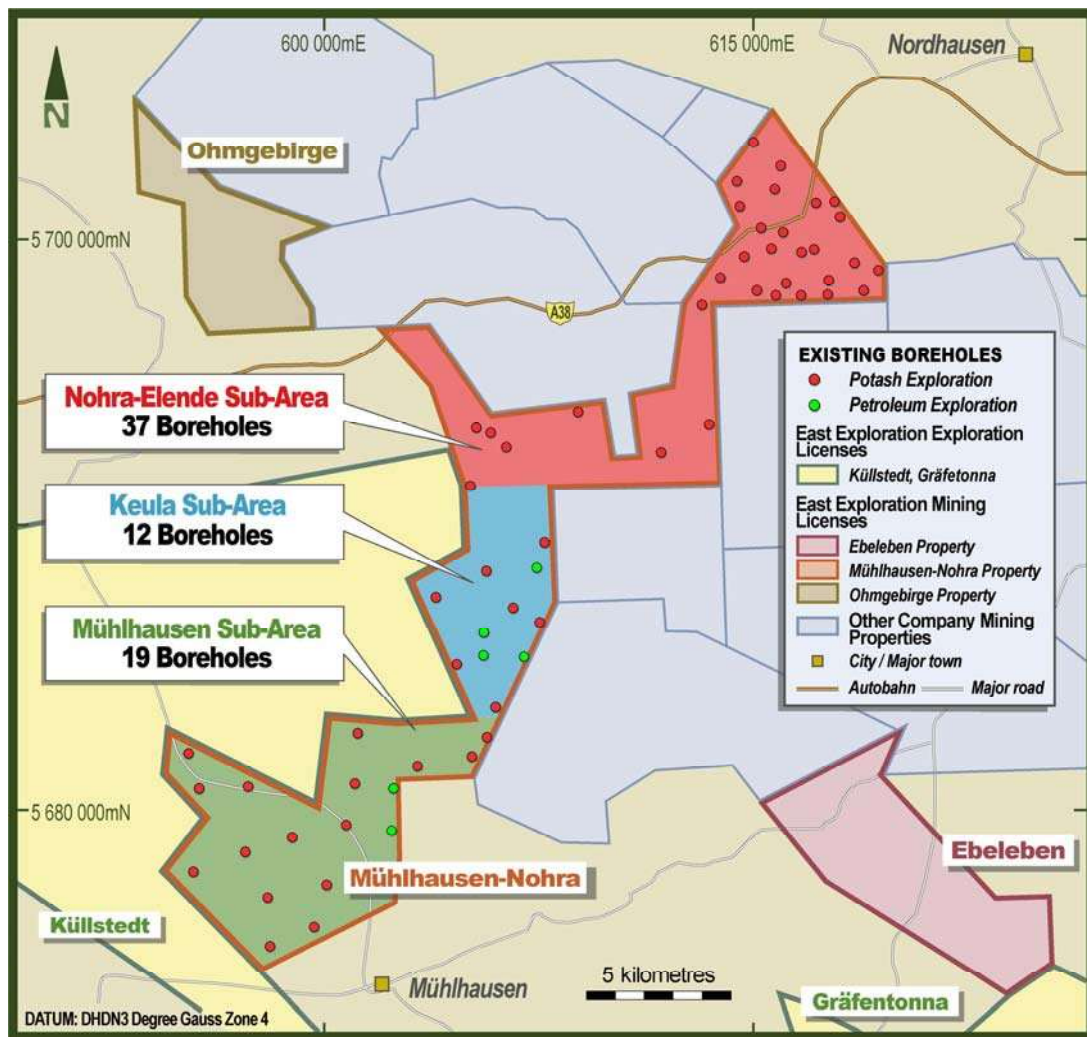 600 000mE
615 000mE
Nordhausen
N
Ohmgebirge
5 700 000mN
A38
EXISTING BOREHOLES
Potash Exploration
Petroleum Exploration
East Exploration Exploration
Licenses
Küllstedt, Gräfetonna
East Exploration Mining
Licenses
Ebeleben Property
Mühlhausen-Nohra Property
Ohmgebirge Property
Other Company Mining
Properties
City / Major town
Autobahn
Major road
Nohra-Elende Sub-Area
37 Boreholes
Keula Sub-Area
12 Boreholes
Mühlhausen Sub-Area
19 Boreholes
5 680 000mN
Ebeleben
Mühlhausen-Nohra
Küllstedt
5 kilometres
Mühlhausen
Gräfentonna
DATUM: DHDN3 Degree Gauss Zone 4